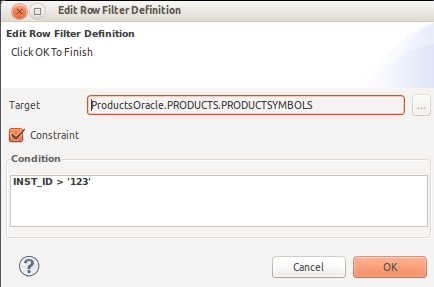 Edit Row Filter Definition
Edit Row Filter Definition
Click OK To Finish
Target ProductsOracle.PRODUCTS.PRODUCTSYMBOLS ...
Constraint
Condition
INST_ID > '123'
? Cancel OK